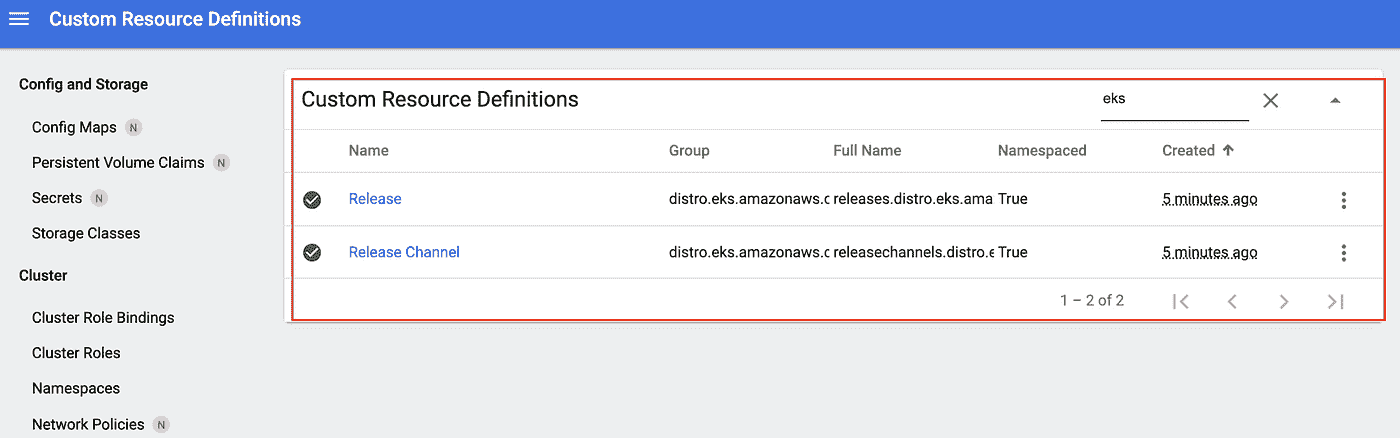 Custom Resource Definitions
Config and Storage
Config Maps N
Persistent Volume Claims N
Secrets N
Storage Classes
Cluster
Cluster Role Bindings
Cluster Roles
Namespaces
Network Policies N
Custom Resource Definitions eks
Name Group Full Name Namespaced Created
Release distro.eks.amazonaws.c releases.distro.eks.ama True 5 minutes ago
Release Channel distro.eks.amazonaws.c releasechannels.distro.e True 5 minutes ago
1 – 2 of 2